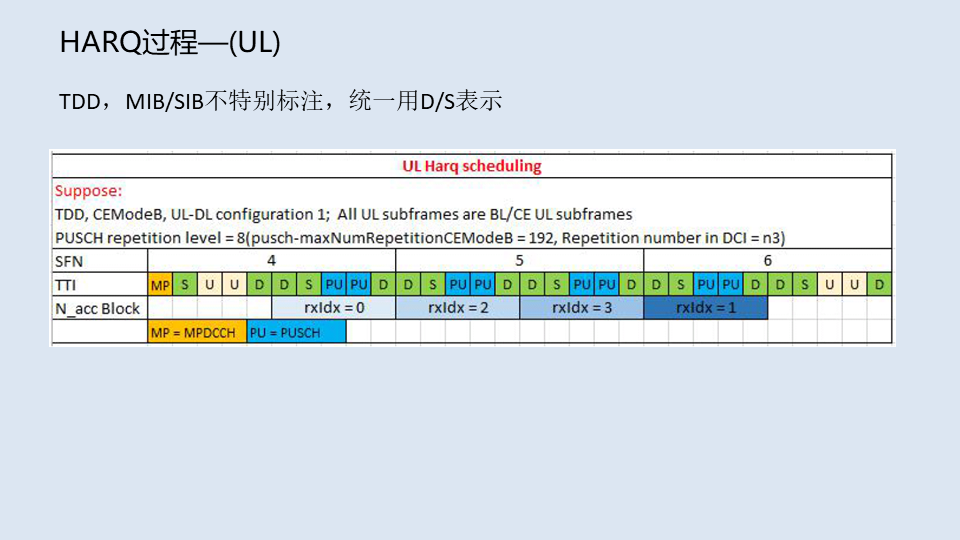 HARQ过程—(UL)
TDD，MIB/SIB不特别标注，统一用D/S表示
UL Harq scheduling
Suppose:
TDD, CEModeB, UL-DL configuration 1; All UL subframes are BL/CE UL subframes
PUSCH repetition level = 8(pusch-maxNumRepetitionCEModeB = 192, Repetition number in DCI = n3)
SFN 4 5 6
TTI MP S U U D D S PU PU D D S PU PU D D S PU PU D D S PU PU D D S U U D
N_acc Block rxIdx = 0 rxIdx = 2 rxIdx = 3 rxIdx = 1
MP = MPDCCH PU = PUSCH